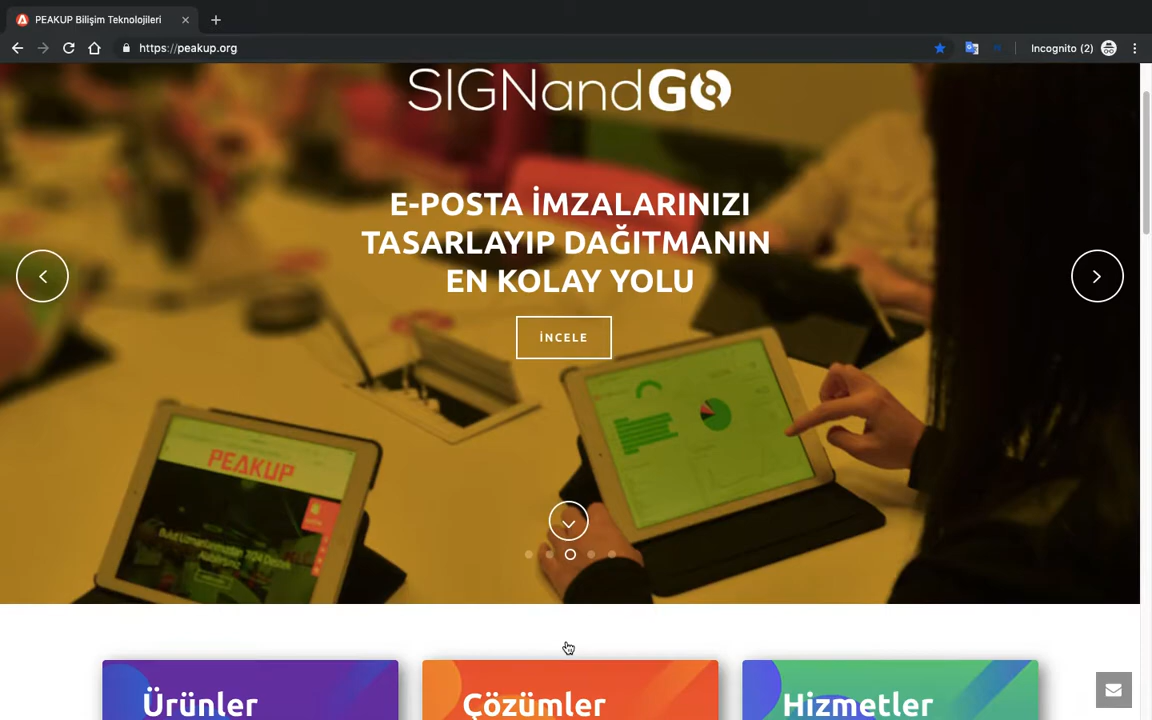 PEAKUP Bilişim Teknolojileri
https://peakup.org
Incognito (2)
SIGNandGO
E-POSTA İMZALARINIZI
TASARLAYIP DAĞITMANIN
EN KOLAY YOLU
İNCELE
PEAKUP
Ürünler
Çözümler
Hizmetler